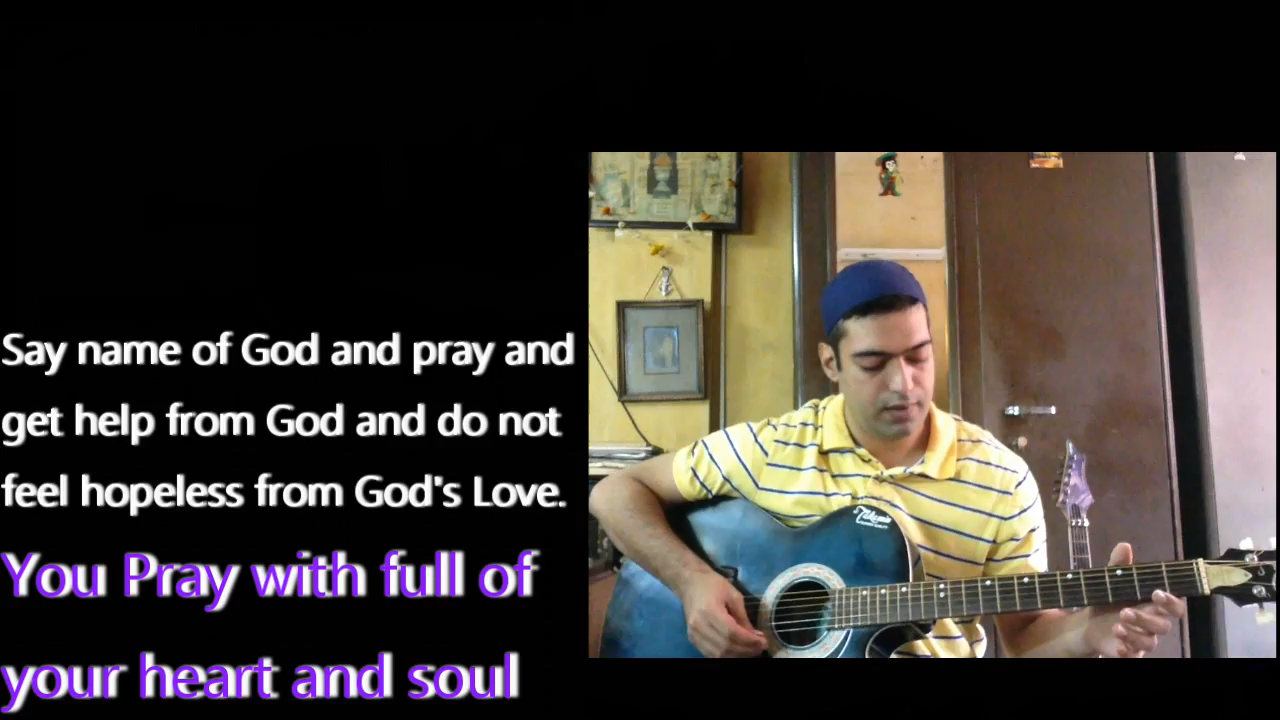 Say name of God and pray and
get help from God and do not
feel hopeless from God's Love.
You Pray with full of
your heart and soul